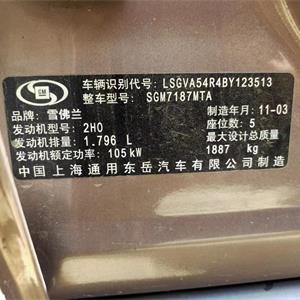 车辆识别代号: LSGVA54R4BY123513
整车型号: SGM7187MTA
GM
品牌: 雪佛兰 制造年月: 11-03
发动机型号: 2H0 座位数: 5
发动机排量: 1.796 L 最大设计总质量
发动机额定功率: 105 kW 1887 kg
中国上海通用东岳汽车有限公司制造